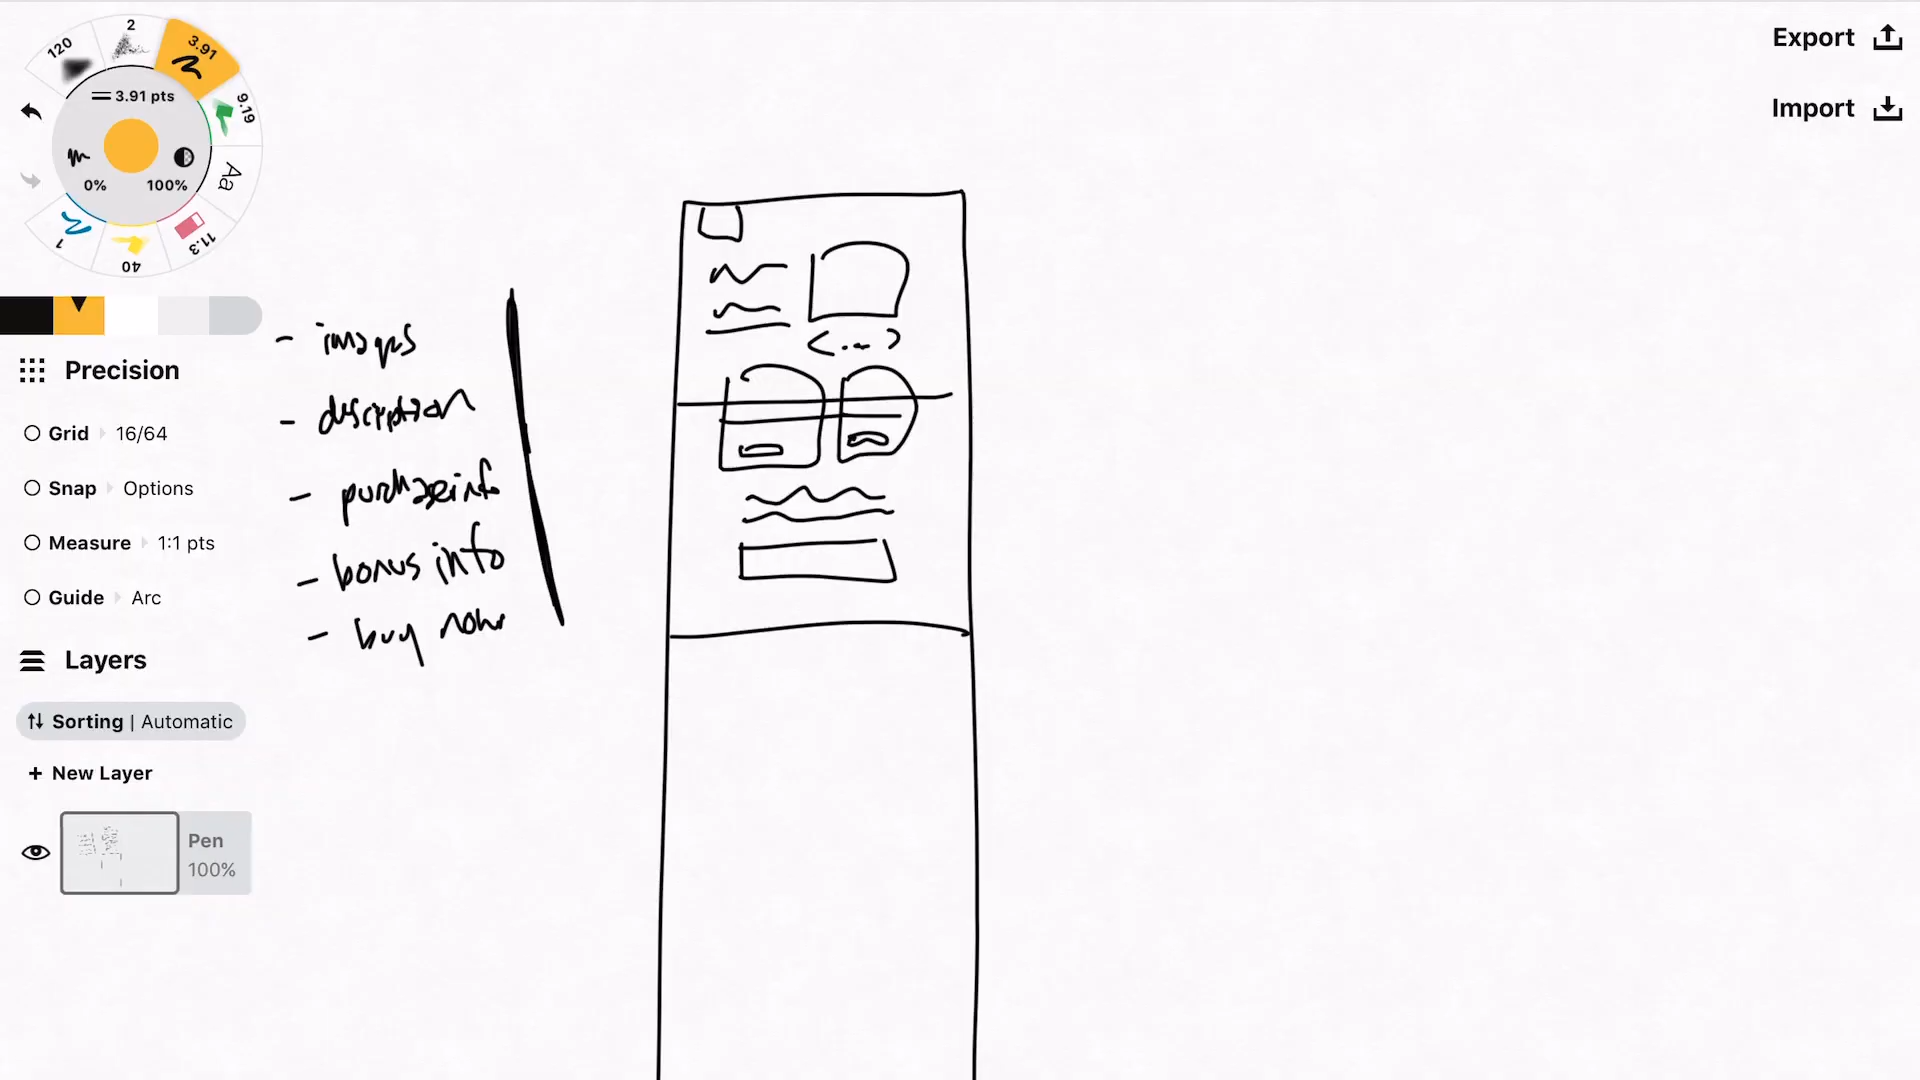 120
2
3.91
9.19
Aa
11.3
40
1
3.91 pts
0%
100%
Export
Import
Precision
Grid 16/64
Snap Options
Measure 1:1 pts
Guide Arc
Layers
Sorting | Automatic
+ New Layer
Pen
100%
- images
- desciption
- purchase info
- bonus info
- buy now